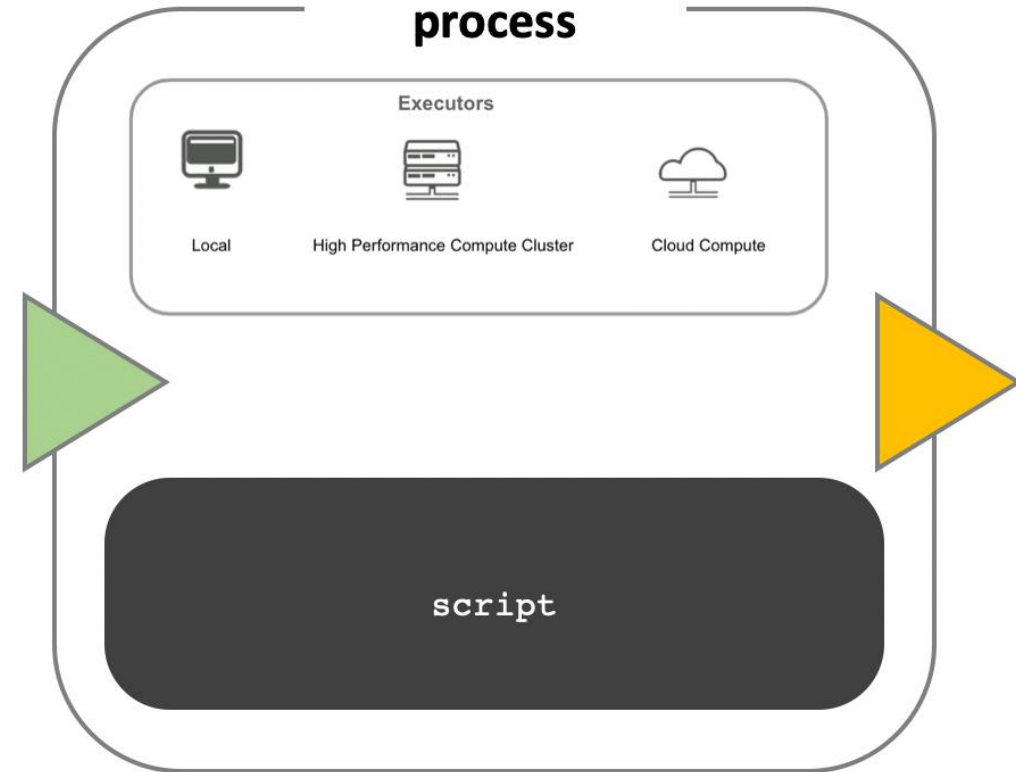 process
Executors
Local
High Performance Compute Cluster
Cloud Compute
script